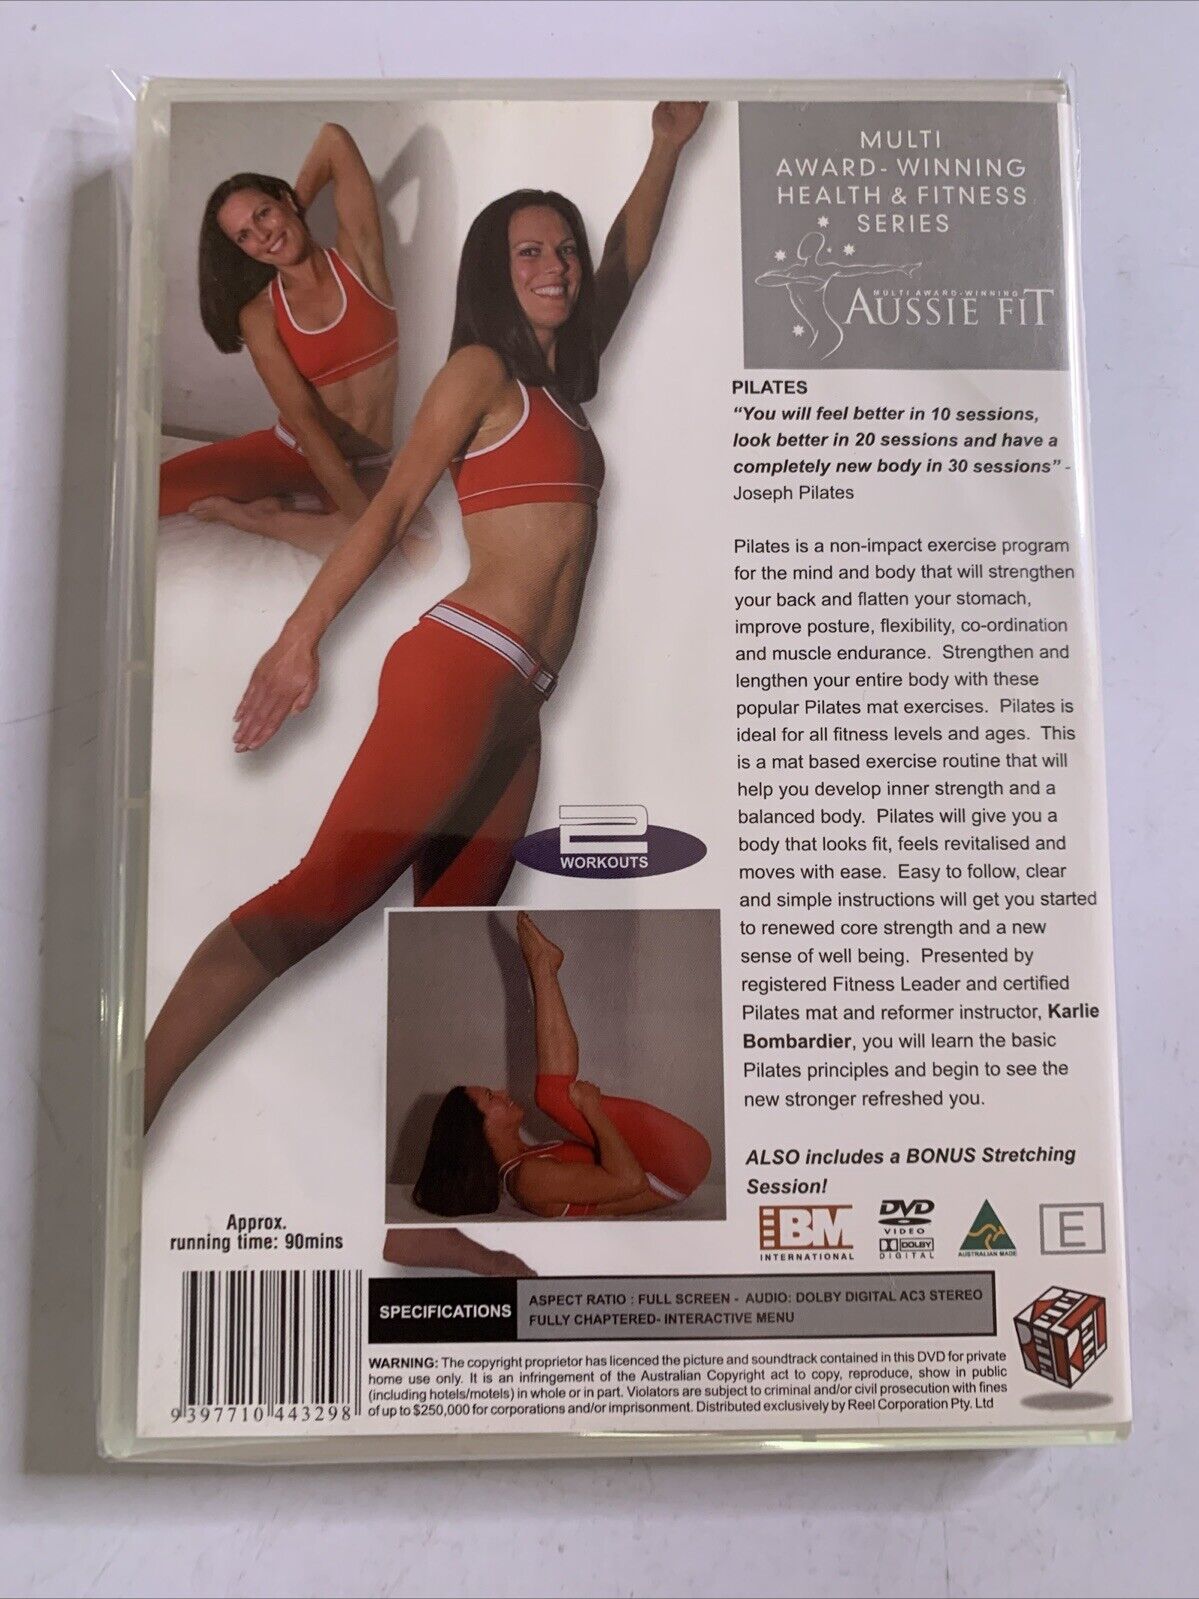 MULTI
AWARD- WINNING
HEALTH & FITNESS
SERIES
MULTI AWARD-WINNING
AUSSIE FIT
PILATES
“You will feel better in 10 sessions,
look better in 20 sessions and have a
completely new body in 30 sessions” -
Joseph Pilates
Pilates is a non-impact exercise program
for the mind and body that will strengthen
your back and flatten your stomach,
improve posture, flexibility, co-ordination
and muscle endurance. Strengthen and
lengthen your entire body with these
popular Pilates mat exercises. Pilates is
ideal for all fitness levels and ages. This
is a mat based exercise routine that will
help you develop inner strength and a
balanced body. Pilates will give you a
body that looks fit, feels revitalised and
moves with ease. Easy to follow, clear
and simple instructions will get you started
to renewed core strength and a new
sense of well being. Presented by
registered Fitness Leader and certified
Pilates mat and reformer instructor, Karlie
Bombardier, you will learn the basic
Pilates principles and begin to see the
new stronger refreshed you.
ALSO includes a BONUS Stretching
Session!
2
WORKOUTS
Approx.
running time: 90mins
BM
INTERNATIONAL
DVD
VIDEO
DOLBY
DIGITAL
AUSTRALIAN MADE
E
SPECIFICATIONS
ASPECT RATIO : FULL SCREEN - AUDIO: DOLBY DIGITAL AC3 STEREO
FULLY CHAPTERED- INTERACTIVE MENU
WARNING: The copyright proprietor has licenced the picture and soundtrack contained in this DVD for private
home use only. It is an infringement of the Australian Copyright act to copy, reproduce, show in public
(including hotels/motels) in whole or in part. Violators are subject to criminal and/or civil prosecution with fines
of up to $250,000 for corporations and/or imprisonment. Distributed exclusively by Reel Corporation Pty. Ltd
9 397710 443298
REEL